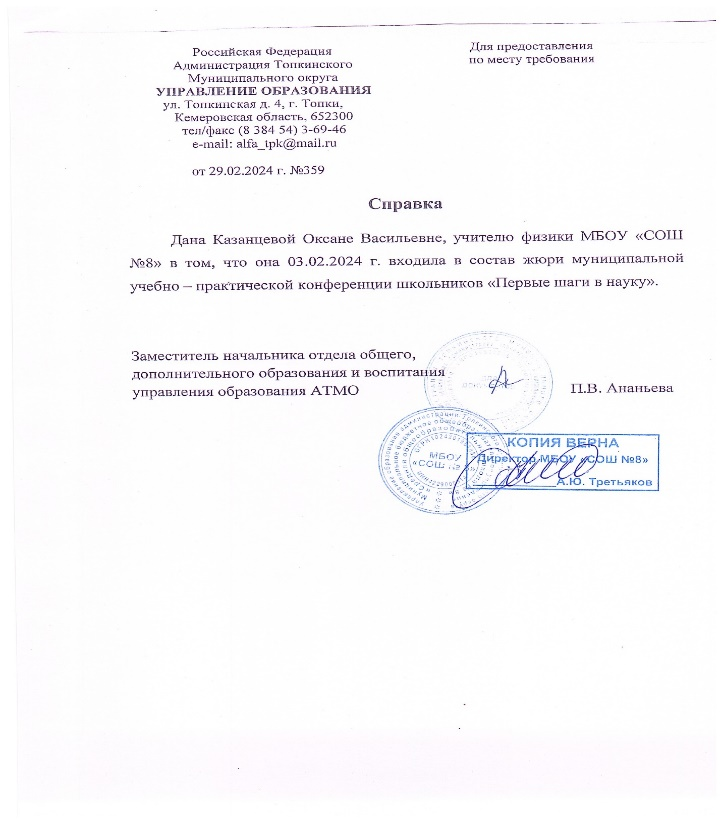 Российская Федерация
Администрация Топкинского
Муниципального округа
УПРАВЛЕНИЕ ОБРАЗОВАНИЯ
ул. Топкинская д. 4, г. Топки,
Кемеровская область, 652300
тел/факс (8 384 54) 3-69-46
e-mail: alfa_tpk@mail.ru
от 29.02.2024 г. №359
Для предоставления
по месту требования
Справка
Дана Казанцевой Оксане Васильевне, учителю физики МБОУ «СОШ
№8» в том, что она 03.02.2024 г. входила в состав жюри муниципальной
учебно – практической конференции школьников «Первые шаги в науку».
Заместитель начальника отдела общего,
дополнительного образования и воспитания
управления образования АТМО
П.В. Ананьева
МБОУ
«СОШ №
КОПИЯ ВЕРНА
Директор МБОУ «СОШ №8»
А.Ю. Третьяков